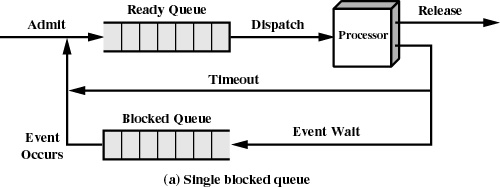 Ready Queue
Release
Admit
Dispatch
Processor
Timeout
Blocked Queue
Event Wait
Event
Occurs
(a) Single blocked queue